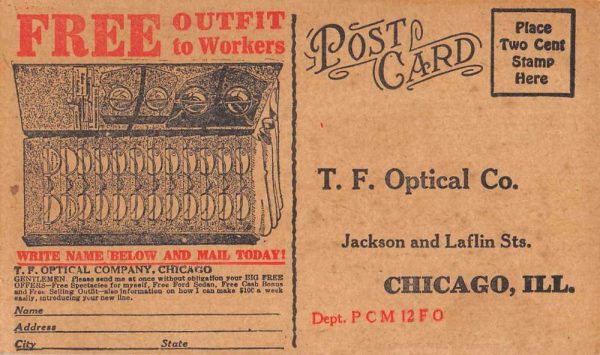 FREE OUTFIT
to Workers
WRITE NAME BELOW AND MAIL TODAY!
T. F. OPTICAL COMPANY, CHICAGO
GENTLEMEN. Please send me at once without obligation your BIG FREE
OFFERS—Free Spectacles for myself, Free Ford Sedan, Free Cash Bonus
and Free Selling Outfit—also information on how I can make $100 a week
easily, introducing your new line.
Name
Address
City State
POST CARD
Place
Two Cent
Stamp
Here
T. F. Optical Co.
Jackson and Laflin Sts.
CHICAGO, ILL.
Dept. P C M 12 F O